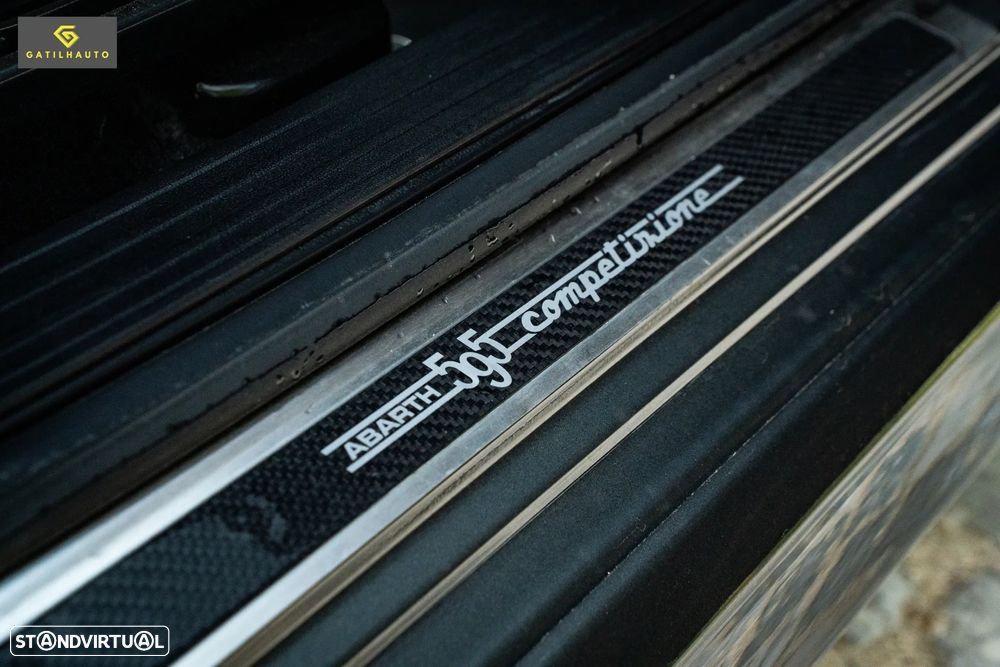 GATILHAUTO
ABARTH 595 competizione
STANDVIRTUAL